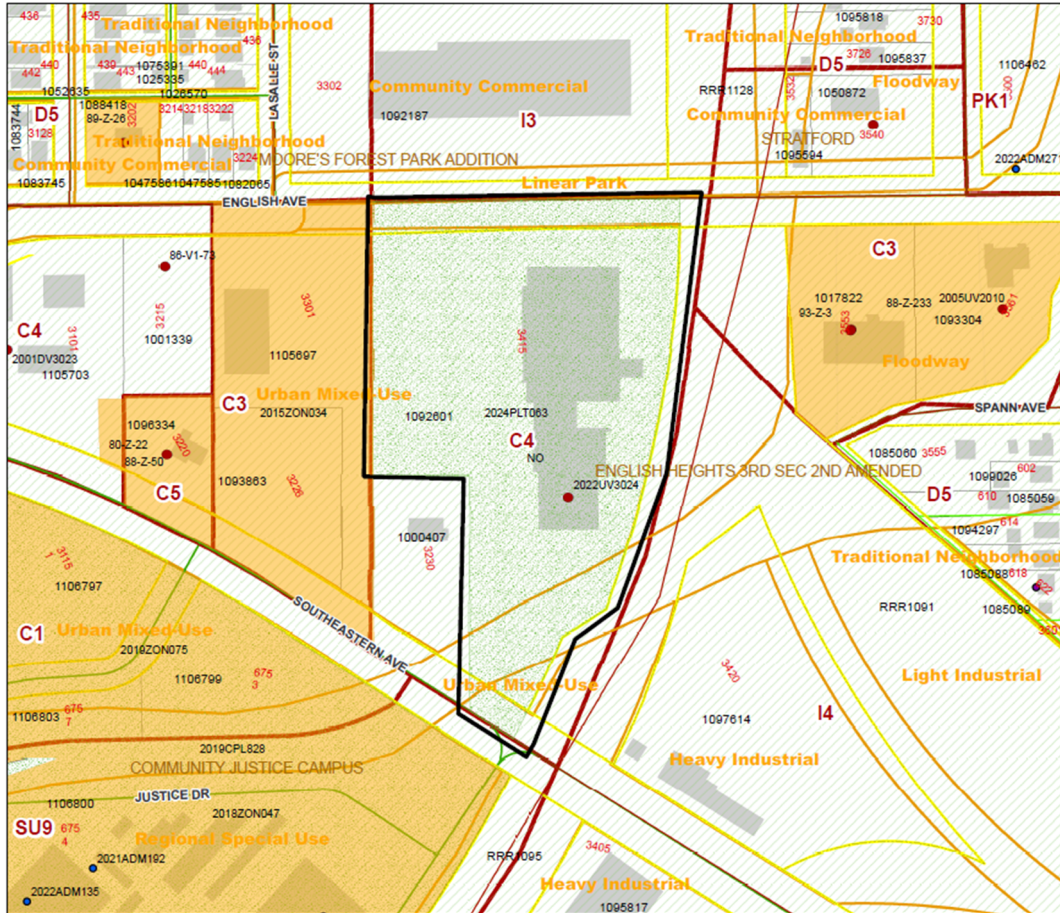 436
435
Traditional Neighborhood
436
Traditional Neighborhood
442
440
439
443
1075391
1025335
440
444
1052635
1026570
LASALLE ST
3302
Community Commercial
1092187
I3
1095818
3730
Traditional Neighborhood
3726
1095837
D5
Floodway
1106462
RRR1128
3532
1050872
PK1
Community Commercial
3540
STRATFORD
1095594
2022ADM271
1083744
D5
3128
1088418
89-Z-26
3202
3214
3218
3222
Traditional Neighborhood
3224
Community Commercial
1083745
1047586
1047585
1082065
MOORE'S FOREST PARK ADDITION
Linear Park
ENGLISH AVE
86-V1-73
3215
1001339
C4
3101
2001DV3023
1105703
3301
1105697
C3
Urban Mixed-Use
2015ZON034
1096334
80-Z-22
3220
88-Z-50
C5
1093863
3226
3415
1092601
2024PLT063
C4
NO
2022UV3024
ENGLISH HEIGHTS 3RD SEC 2ND AMENDED
1000407
3230
C3
1017822
93-Z-3
3553
88-Z-233
2005UV2010
3561
1093304
Floodway
SPANN AVE
1085060
3555
602
1099026
610
1085059
D5
614
1094297
Traditional Neighborhood
1085088
618
622
1085089
RRR1091
Light Industrial
3115
1106797
C1
Urban Mixed-Use
2019ZON075
1106799
675
3
1106803
675
7
SOUTHEASTERN AVE
Urban Mixed-Use
3420
1097614
I4
Heavy Industrial
2019CPL828
COMMUNITY JUSTICE CAMPUS
1106800
JUSTICE DR
2018ZON047
SU9
675
4
Regional Special Use
2021ADM192
2022ADM135
RRR1095
3405
Heavy Industrial
1095817